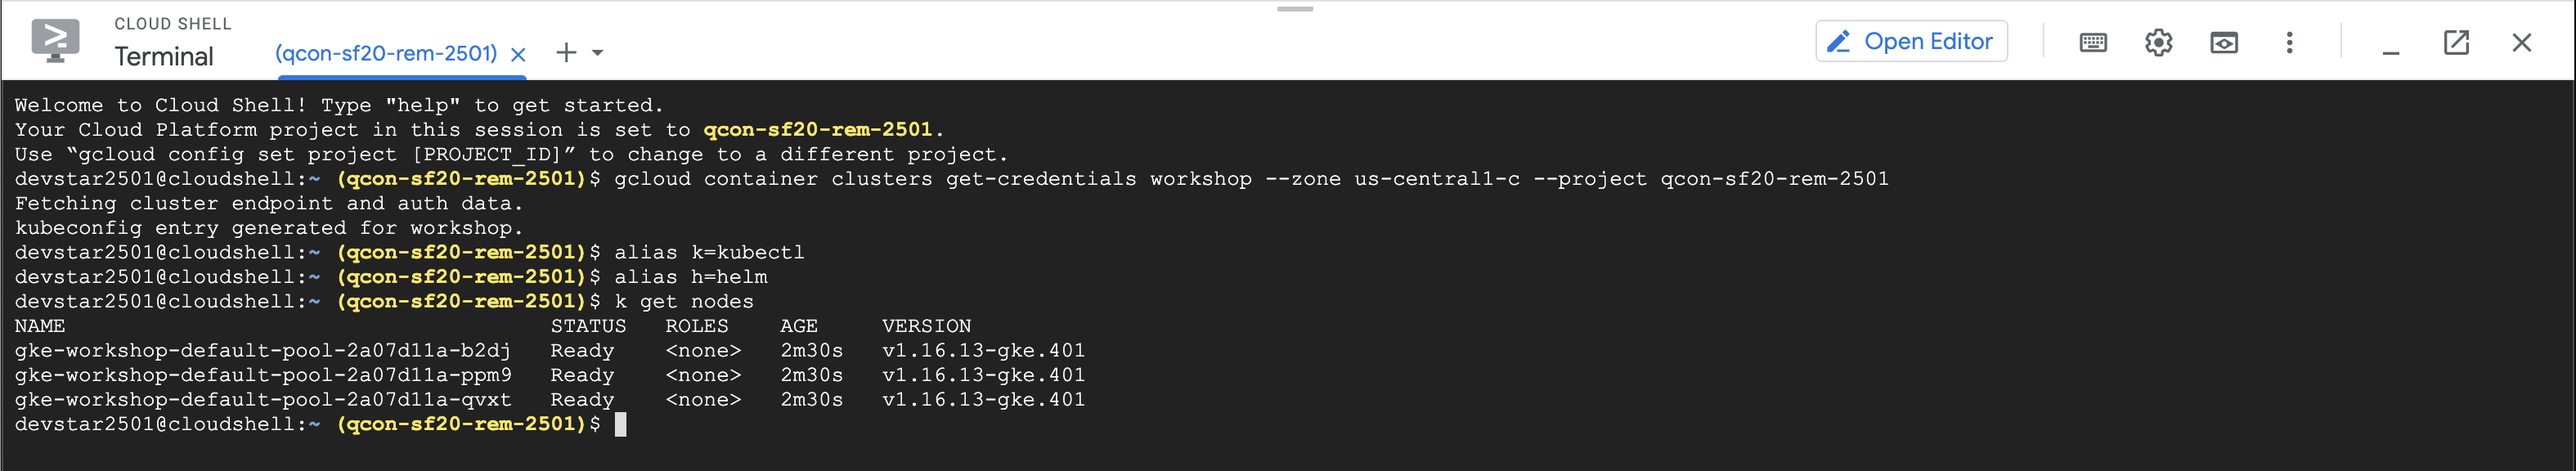 CLOUD SHELL
Terminal
(qcon-sf20-rem-2501)
Open Editor
Welcome to Cloud Shell! Type "help" to get started.
Your Cloud Platform project in this session is set to qcon-sf20-rem-2501.
Use “gcloud config set project [PROJECT_ID]” to change to a different project.
devstar2501@cloudshell:~ (qcon-sf20-rem-2501)$ gcloud container clusters get-credentials workshop --zone us-central1-c --project qcon-sf20-rem-2501
Fetching cluster endpoint and auth data.
kubeconfig entry generated for workshop.
devstar2501@cloudshell:~ (qcon-sf20-rem-2501)$ alias k=kubectl
devstar2501@cloudshell:~ (qcon-sf20-rem-2501)$ alias h=helm
devstar2501@cloudshell:~ (qcon-sf20-rem-2501)$ k get nodes
NAME STATUS ROLES AGE VERSION
gke-workshop-default-pool-2a07d11a-b2dj Ready <none> 2m30s v1.16.13-gke.401
gke-workshop-default-pool-2a07d11a-ppm9 Ready <none> 2m30s v1.16.13-gke.401
gke-workshop-default-pool-2a07d11a-qvxt Ready <none> 2m30s v1.16.13-gke.401
devstar2501@cloudshell:~ (qcon-sf20-rem-2501)$